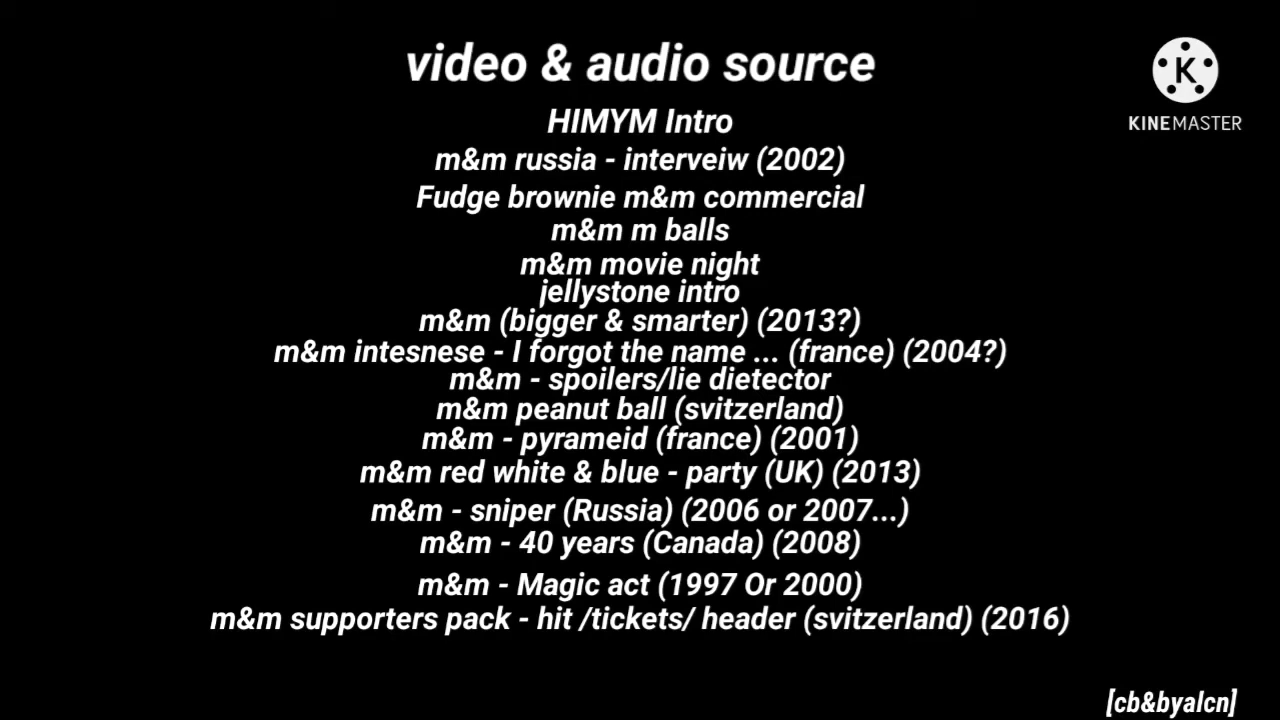 video & audio source
K
KINEMASTER
HIMYM Intro
m&m russia - interveiw (2002)
Fudge brownie m&m commercial
m&m m balls
m&m movie night
jellystone intro
m&m (bigger & smarter) (2013?)
m&m intesnese - I forgot the name ... (france) (2004?)
m&m - spoilers/lie dietector
m&m peanut ball (svitzerland)
m&m - pyrameid (france) (2001)
m&m red white & blue - party (UK) (2013)
m&m - sniper (Russia) (2006 or 2007...)
m&m - 40 years (Canada) (2008)
m&m - Magic act (1997 Or 2000)
m&m supporters pack - hit /tickets/ header (svitzerland) (2016)
[cb&byalcn]